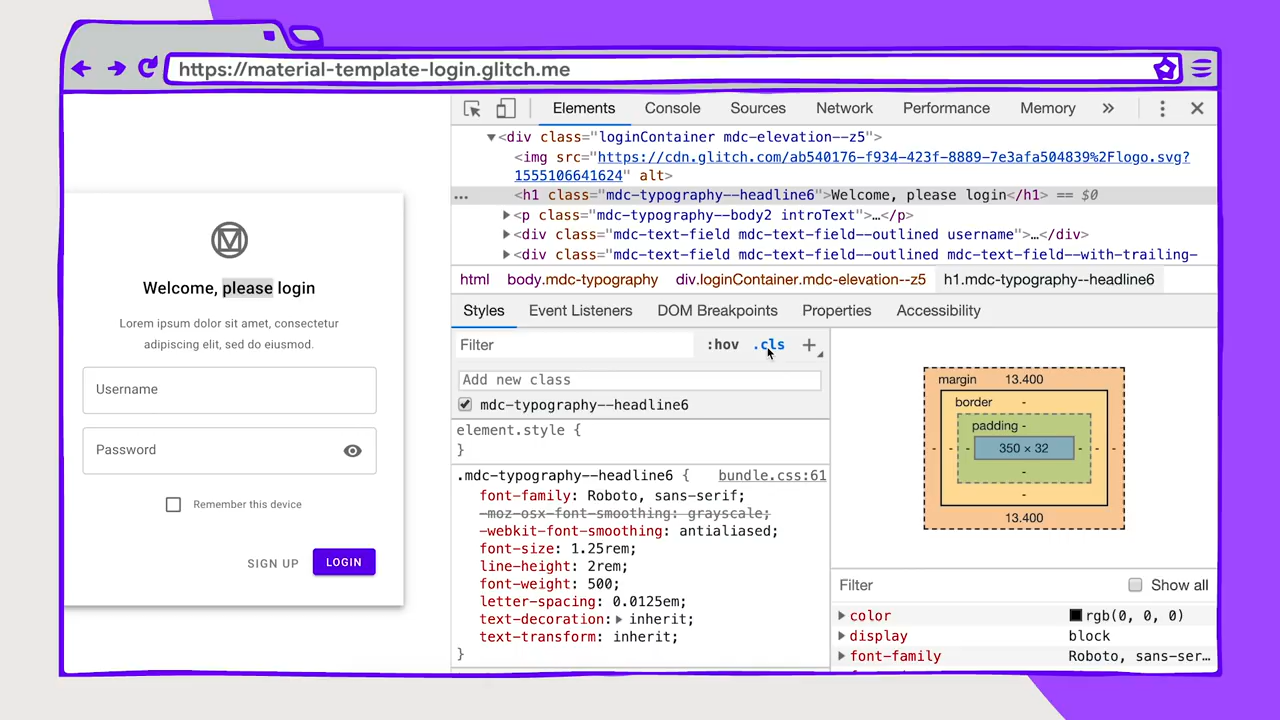 https://material-template-login.glitch.me
Welcome, please login
Lorem ipsum dolor sit amet, consectetur
adipiscing elit, sed do eiusmod.
Username
Password
Remember this device
SIGN UP LOGIN
Elements Console Sources Network Performance Memory »
▼<div class="loginContainer mdc-elevation--z5">
<img src="https://cdn.glitch.com/ab540176-f934-423f-8889-7e3afa504839%2Flogo.svg?
1555106641624" alt>
… <h1 class="mdc-typography--headline6">Welcome, please login</h1> == $0
▶<p class="mdc-typography--body2 introText">…</p>
▶<div class="mdc-text-field mdc-text-field--outlined username">…</div>
▶<div class="mdc-text-field mdc-text-field--outlined mdc-text-field--with-trailing-
html body.mdc-typography div.loginContainer.mdc-elevation--z5 h1.mdc-typography--headline6
Styles Event Listeners DOM Breakpoints Properties Accessibility
Filter :hov .cls +
Add new class
mdc-typography--headline6
element.style {
}
.mdc-typography--headline6 { bundle.css:61
font-family: Roboto, sans-serif;
-moz-osx-font-smoothing: grayscale;
-webkit-font-smoothing: antialiased;
font-size: 1.25rem;
line-height: 2rem;
font-weight: 500;
letter-spacing: 0.0125em;
text-decoration:▶ inherit;
text-transform: inherit;
}
margin 13.400
border -
padding -
- - - 350 × 32 - - -
-
-
13.400
Filter Show all
▶ color rgb(0, 0, 0)
▶ display block
▶ font-family Roboto, sans-ser…